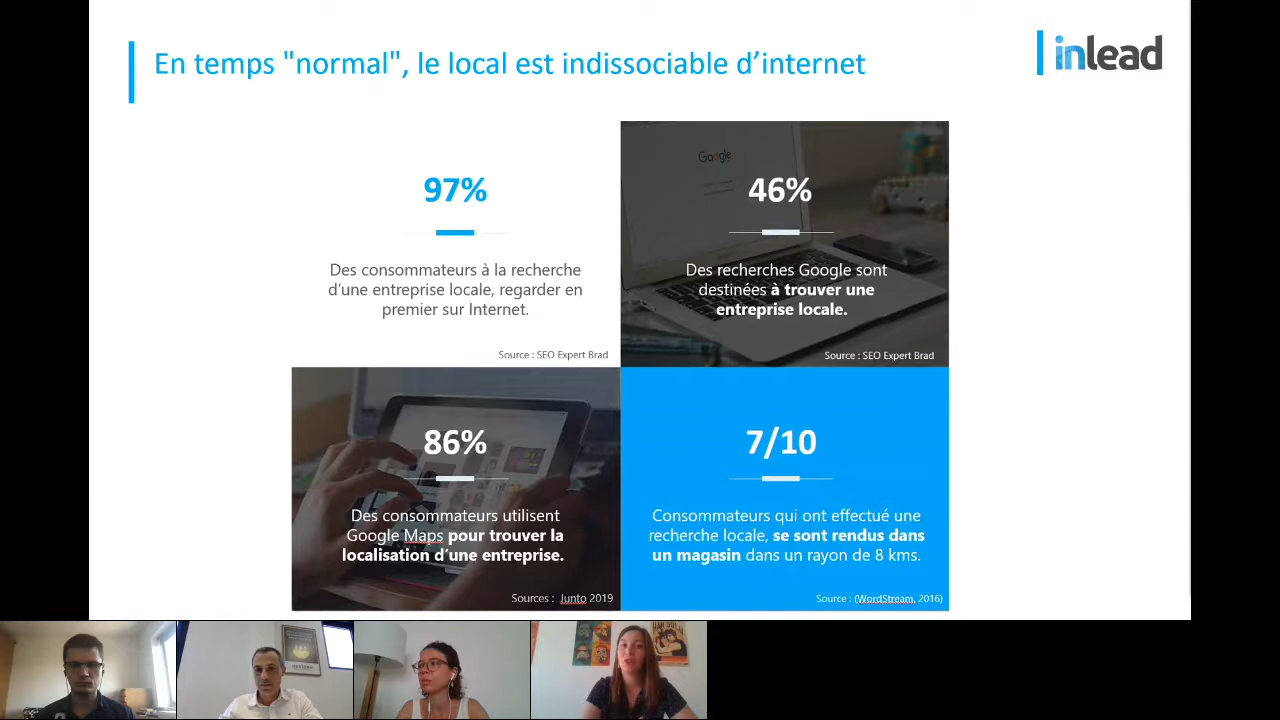 En temps "normal", le local est indissociable d’internet
inlead
97%
Des consommateurs à la recherche
d’une entreprise locale, regarder en
premier sur Internet.
Source : SEO Expert Brad
Google
46%
Des recherches Google sont
destinées à trouver une
entreprise locale.
Source : SEO Expert Brad
86%
Des consommateurs utilisent
Google Maps pour trouver la
localisation d’une entreprise.
Sources : Junto 2019
7/10
Consommateurs qui ont effectué une
recherche locale, se sont rendus dans
un magasin dans un rayon de 8 kms.
Source : (WordStream, 2016)
HAN SOLO